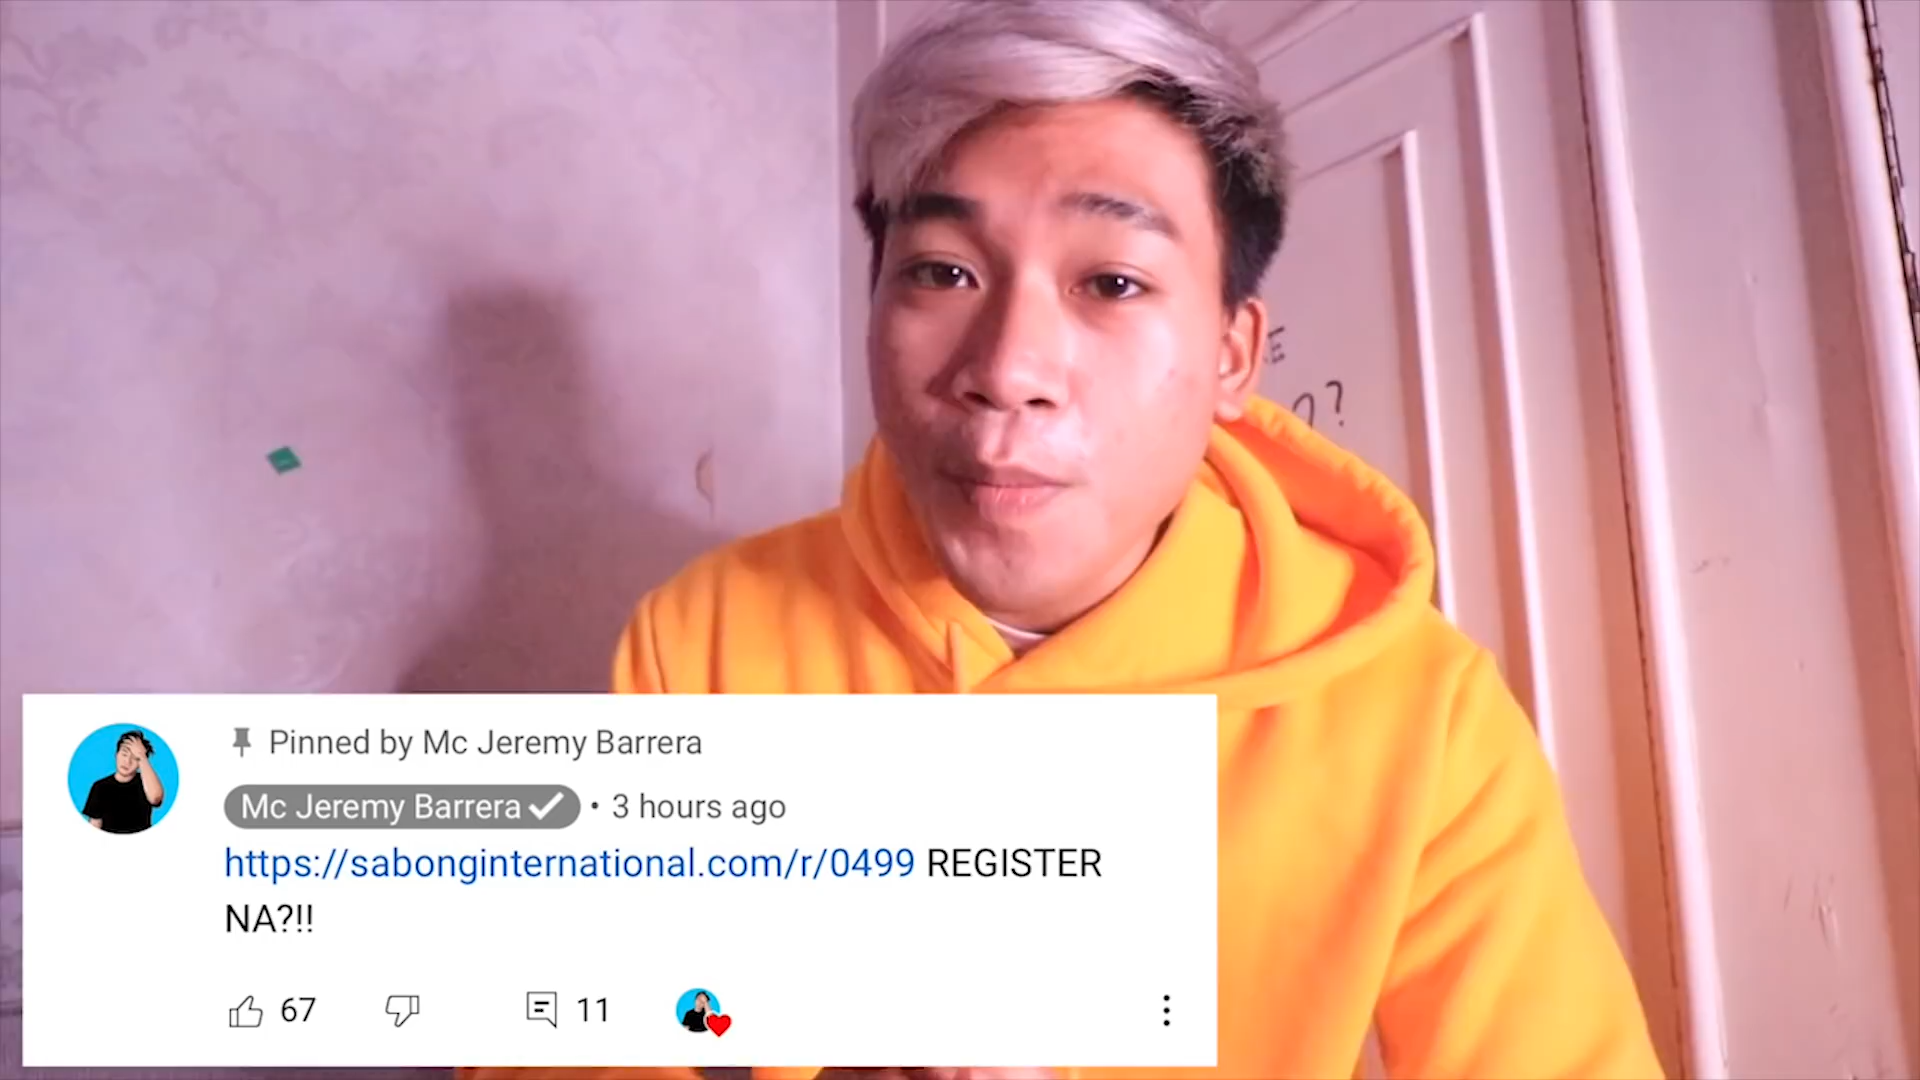 Pinned by Mc Jeremy Barrera
Mc Jeremy Barrera • 3 hours ago
https://sabonginternational.com/r/0499 REGISTER
NA?!!
67
11